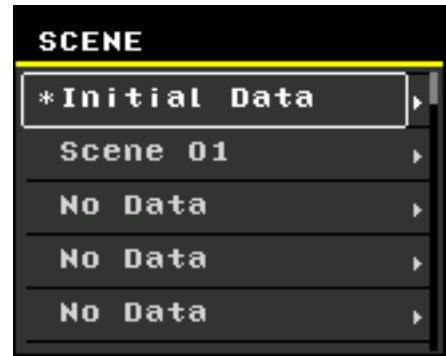 SCENE
*Initial Data
Scene 01
No Data
No Data
No Data